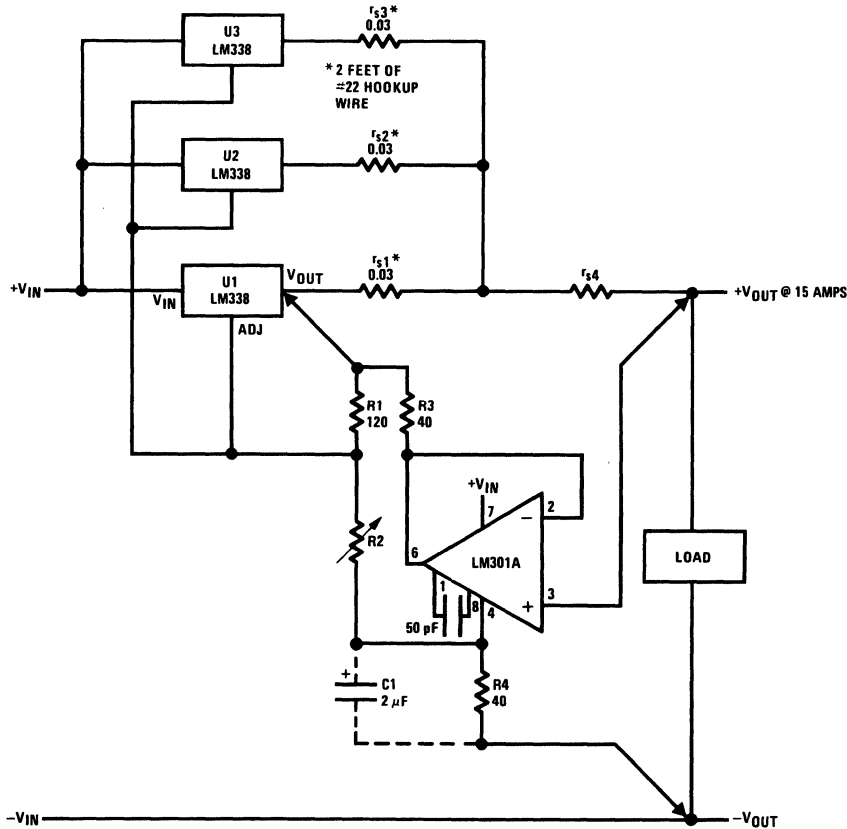 rs3*
0.03
U3
LM338
*2 FEET OF
#22 HOOKUP
WIRE
rs2*
0.03
U2
LM338
rs1*
0.03
rs4
+VIN
VIN
U1
LM338
VOUT
ADJ
+VOUT @ 15 AMPS
R1
120
R3
40
+VIN
7
2
−
R2
6
LM301A
LOAD
1
8
4
+
3
50 pF
+
C1
2 μF
R4
40
−VIN
−VOUT